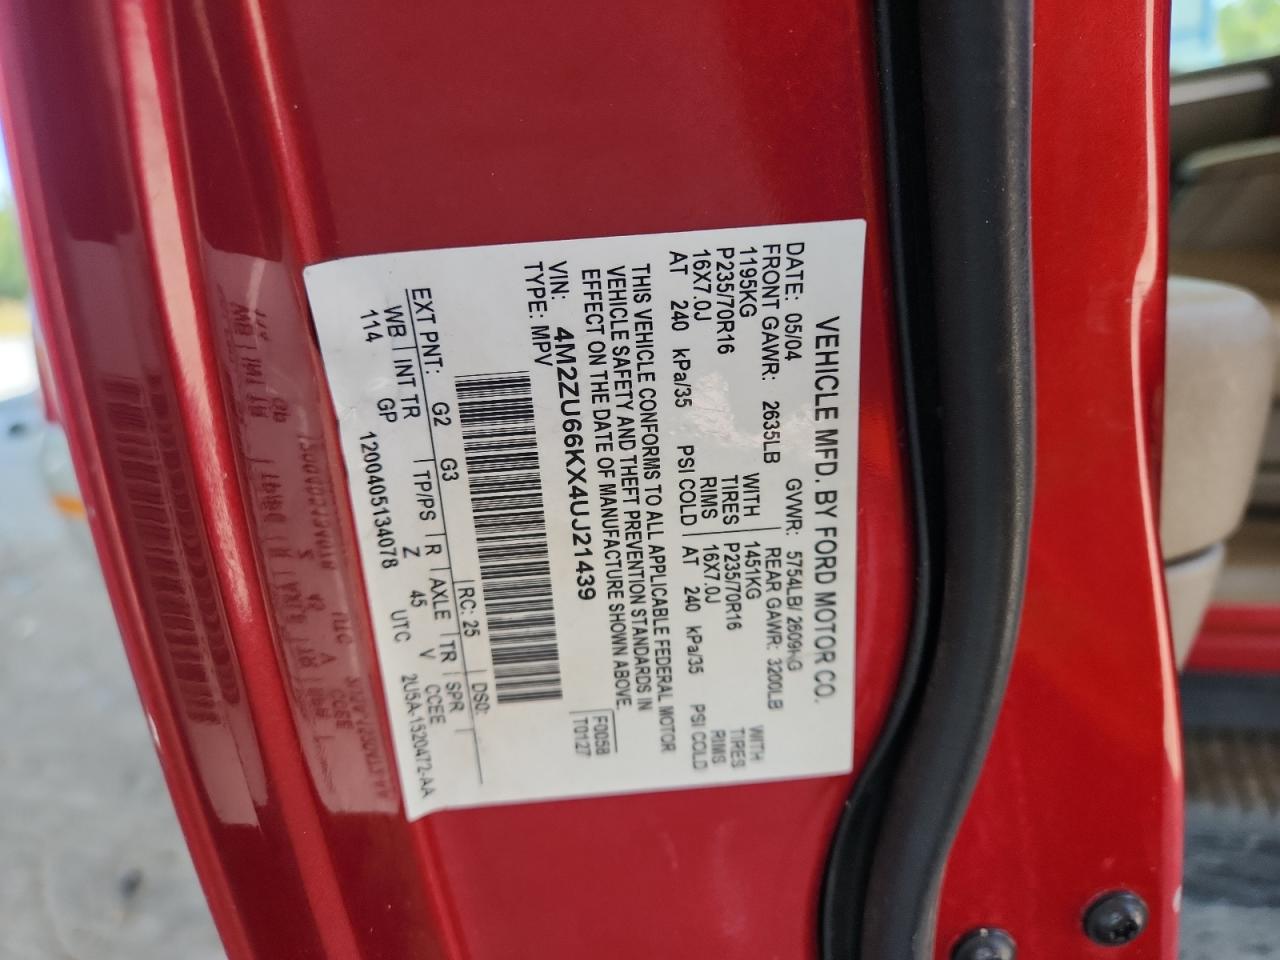 VEHICLE MFD. BY FORD MOTOR CO.
DATE: 05/04 GVWR: 5754LB/ 2609KG
FRONT GAWR: 2635LB REAR GAWR: 3200LB
1195KG WITH 1451KG WITH
P235/70R16 TIRES P235/70R16 TIRES
16X7.0J RIMS 16X7.0J RIMS
AT 240 kPa/35 PSI COLD AT 240 kPa/35 PSI COLD
THIS VEHICLE CONFORMS TO ALL APPLICABLE FEDERAL MOTOR
VEHICLE SAFETY AND THEFT PREVENTION STANDARDS IN
EFFECT ON THE DATE OF MANUFACTURE SHOWN ABOVE.
VIN: 4M2ZU66KX4UJ21439 F0058
TYPE: MPV T0127
EXT PNT: G2 G3 RC: 25 DSO:
WB INT TR TP/PS R AXLE TR SPR
114 GP Z 45 V CCEE
120040513​4078 UTC 2U5A-1520472-AA